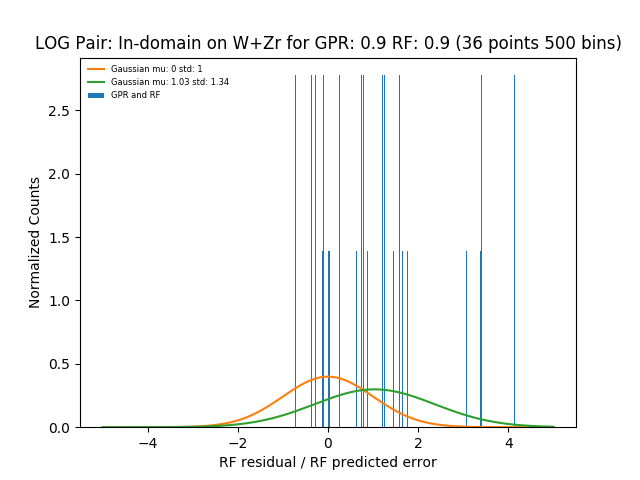 LOG Pair: In-domain on W+Zr for GPR: 0.9 RF: 0.9 (36 points 500 bins)
Gaussian mu: 0 std: 1
Gaussian mu: 1.03 std: 1.34
GPR and RF
Normalized Counts
2.5
2.0
1.5
1.0
0.5
0.0
−4 −2 0 2 4
RF residual / RF predicted error